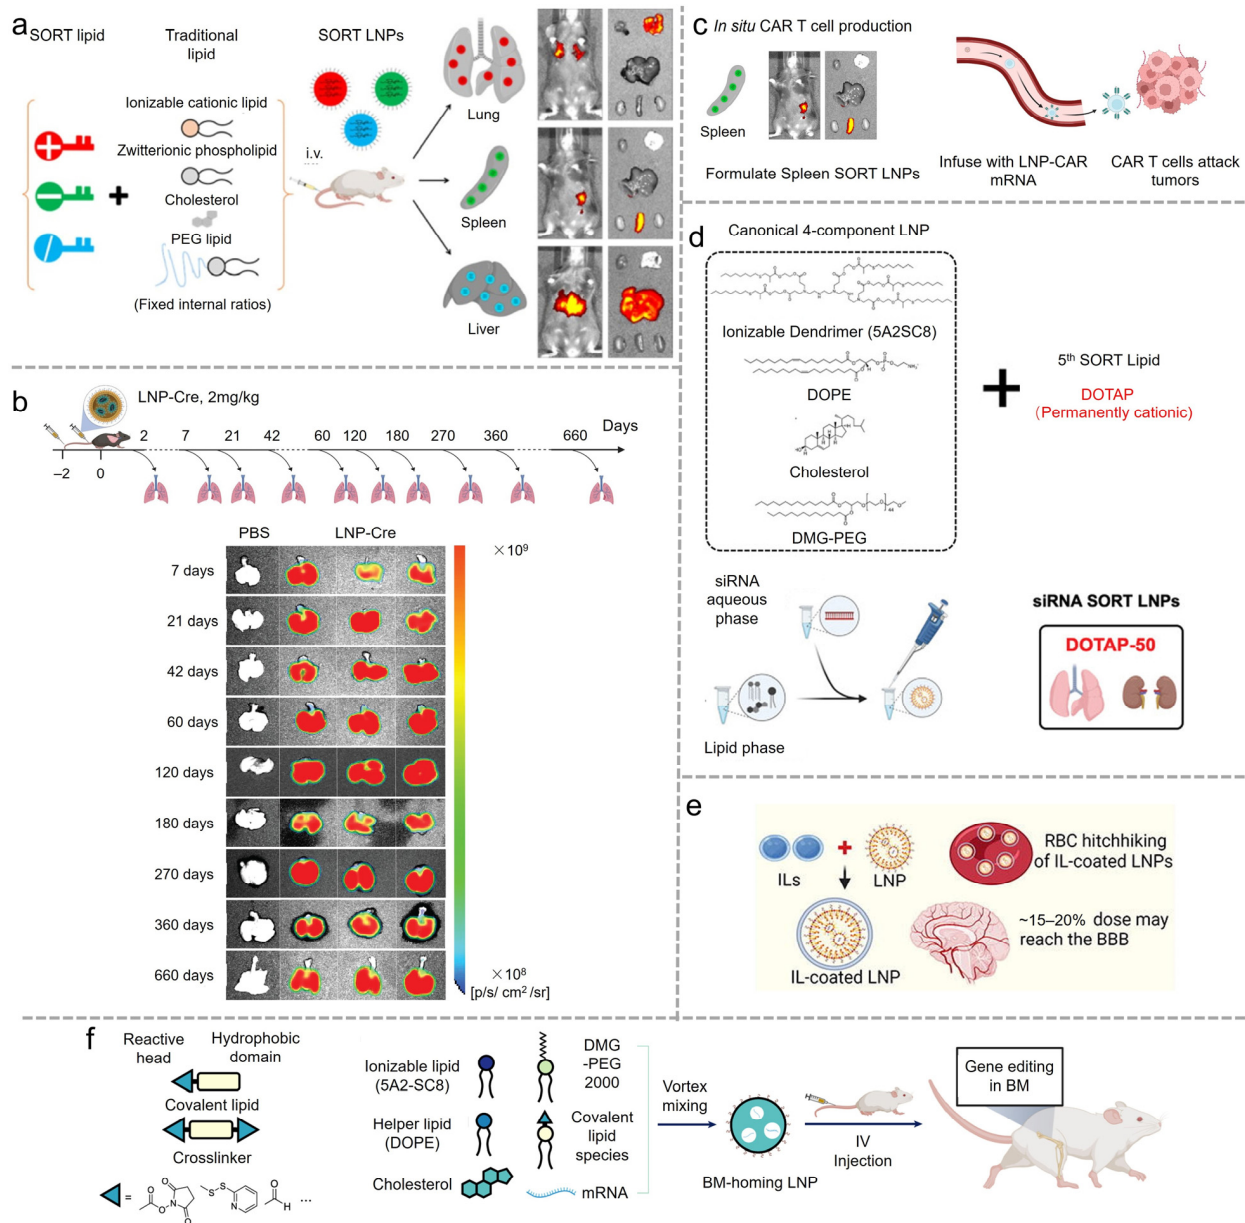 a
SORT lipid
Traditional
lipid
SORT LNPs
Ionizable cationic lipid
Zwitterionic phospholipid
Cholesterol
PEG lipid
(Fixed internal ratios)
i.v.
Lung
Spleen
Liver
b
LNP-Cre, 2mg/kg
2 7 21 42 60 120 180 270 360 660 Days
–2 0
PBS LNP-Cre
×10⁹
7 days
21 days
42 days
60 days
120 days
180 days
270 days
360 days
660 days
×10⁸
[p/s/ cm²/sr]
c
In situ CAR T cell production
Spleen
Formulate Spleen SORT LNPs
Infuse with LNP-CAR
mRNA
CAR T cells attack
tumors
d
Canonical 4-component LNP
Ionizable Dendrimer (5A2SC8)
DOPE
Cholesterol
44
DMG-PEG
5th SORT Lipid
DOTAP
(Permanently cationic)
siRNA
aqueous
phase
Lipid phase
siRNA SORT LNPs
DOTAP-50
e
ILs
LNP
IL-coated LNP
RBC hitchhiking
of IL-coated LNPs
~15–20% dose may
reach the BBB
f
Reactive
head
Hydrophobic
domain
Covalent lipid
Crosslinker
=
...
Ionizable lipid
(5A2-SC8)
Helper lipid
(DOPE)
Cholesterol
DMG
-PEG
2000
Covalent
lipid
species
mRNA
Vortex
mixing
BM-homing LNP
IV
Injection
Gene editing
in BM